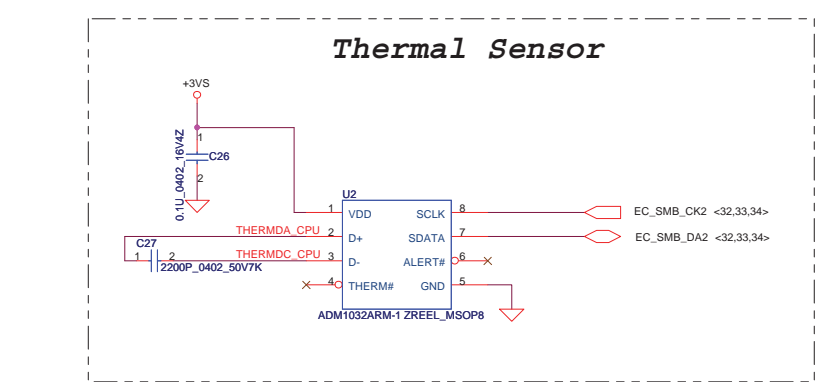 Thermal Sensor
+3VS
1
C26
2
0.1U_0402_16V4Z
U2
1 VDD SCLK 8 EC_SMB_CK2 <32,33,34>
THERMDA_CPU 2 D+ SDATA 7 EC_SMB_DA2 <32,33,34>
C27
1 2 THERMDC_CPU 3 D- ALERT# 6
2200P_0402_50V7K
4 THERM# GND 5
ADM1032ARM-1 ZREEL_MSOP8